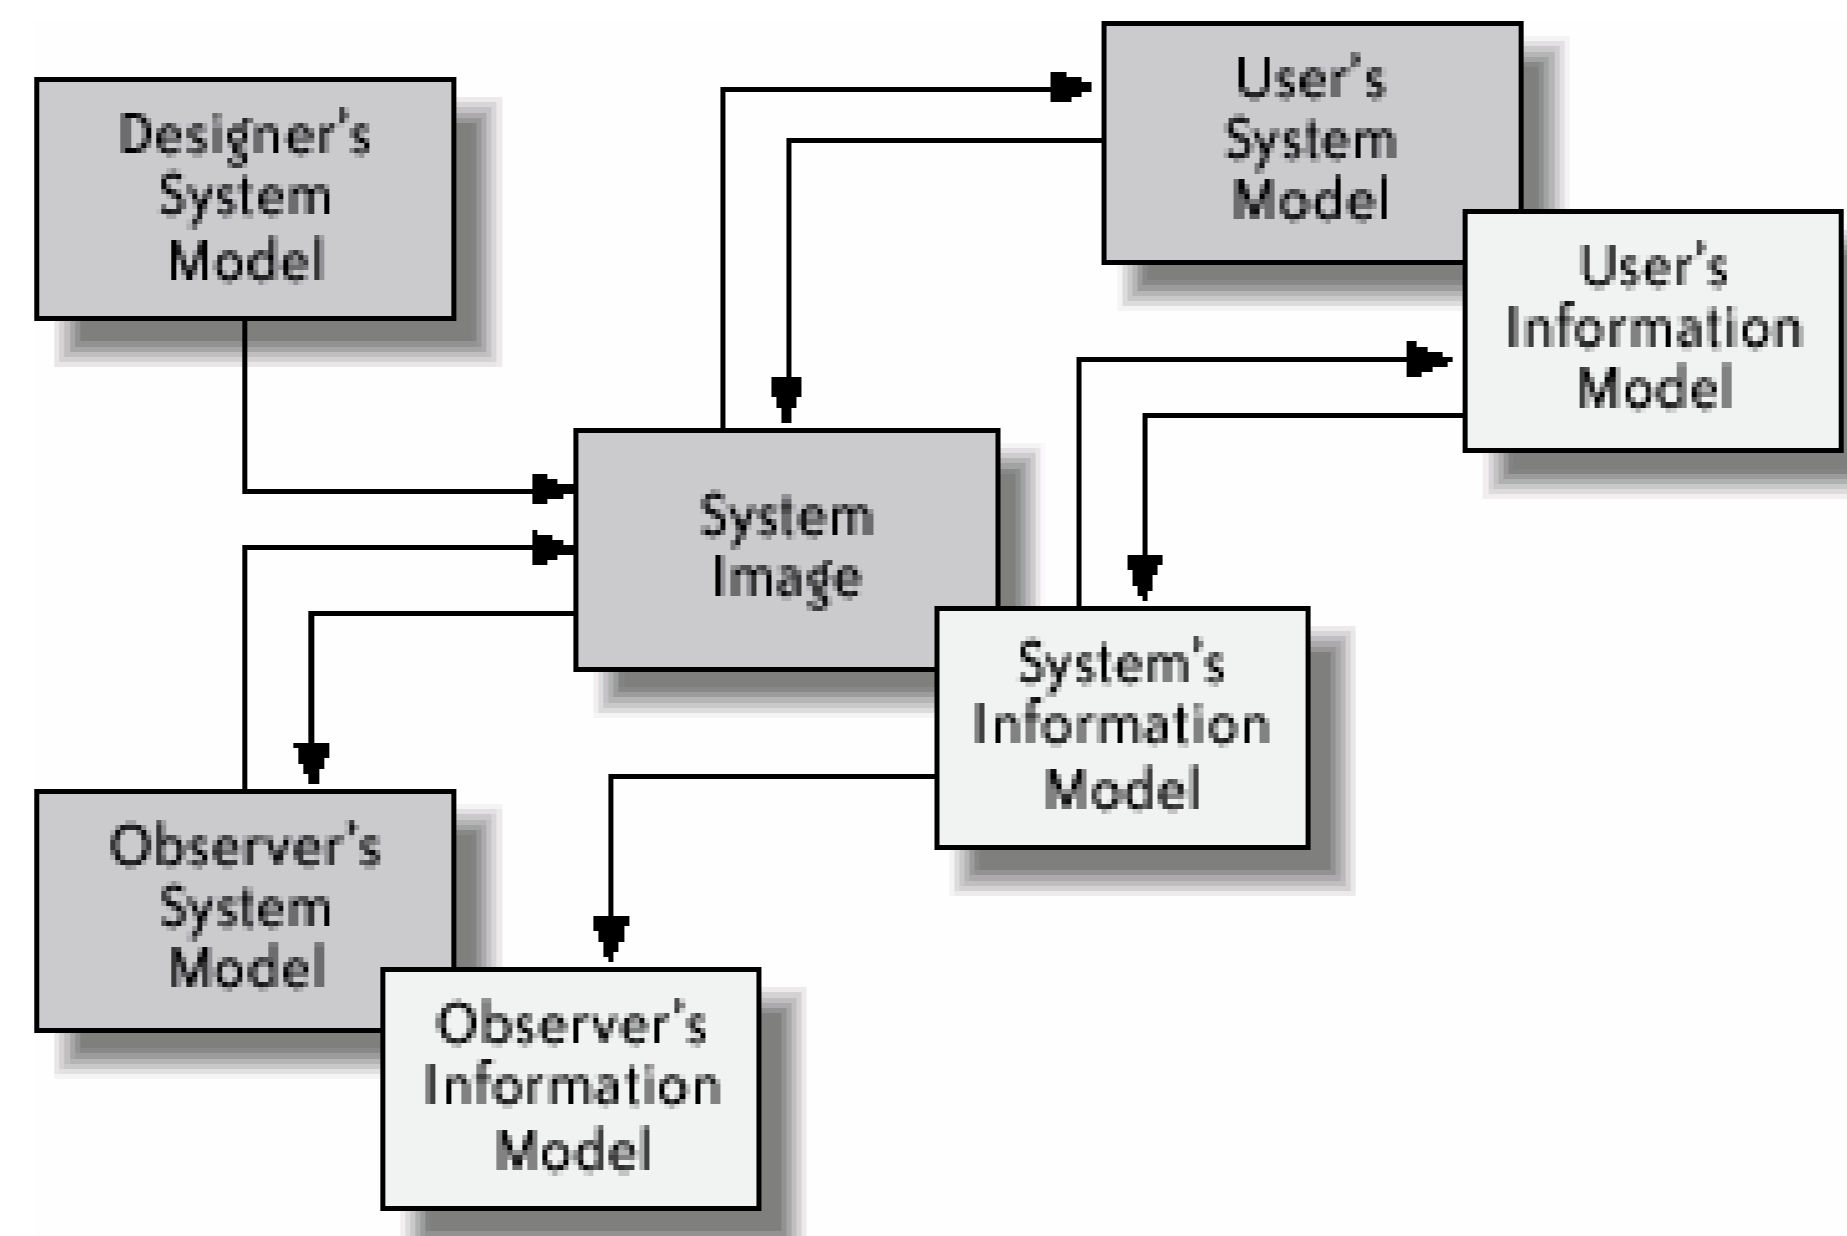 Designer's
System
Model
User's
System
Model
User's
Information
Model
System
Image
System's
Information
Model
Observer's
System
Model
Observer's
Information
Model